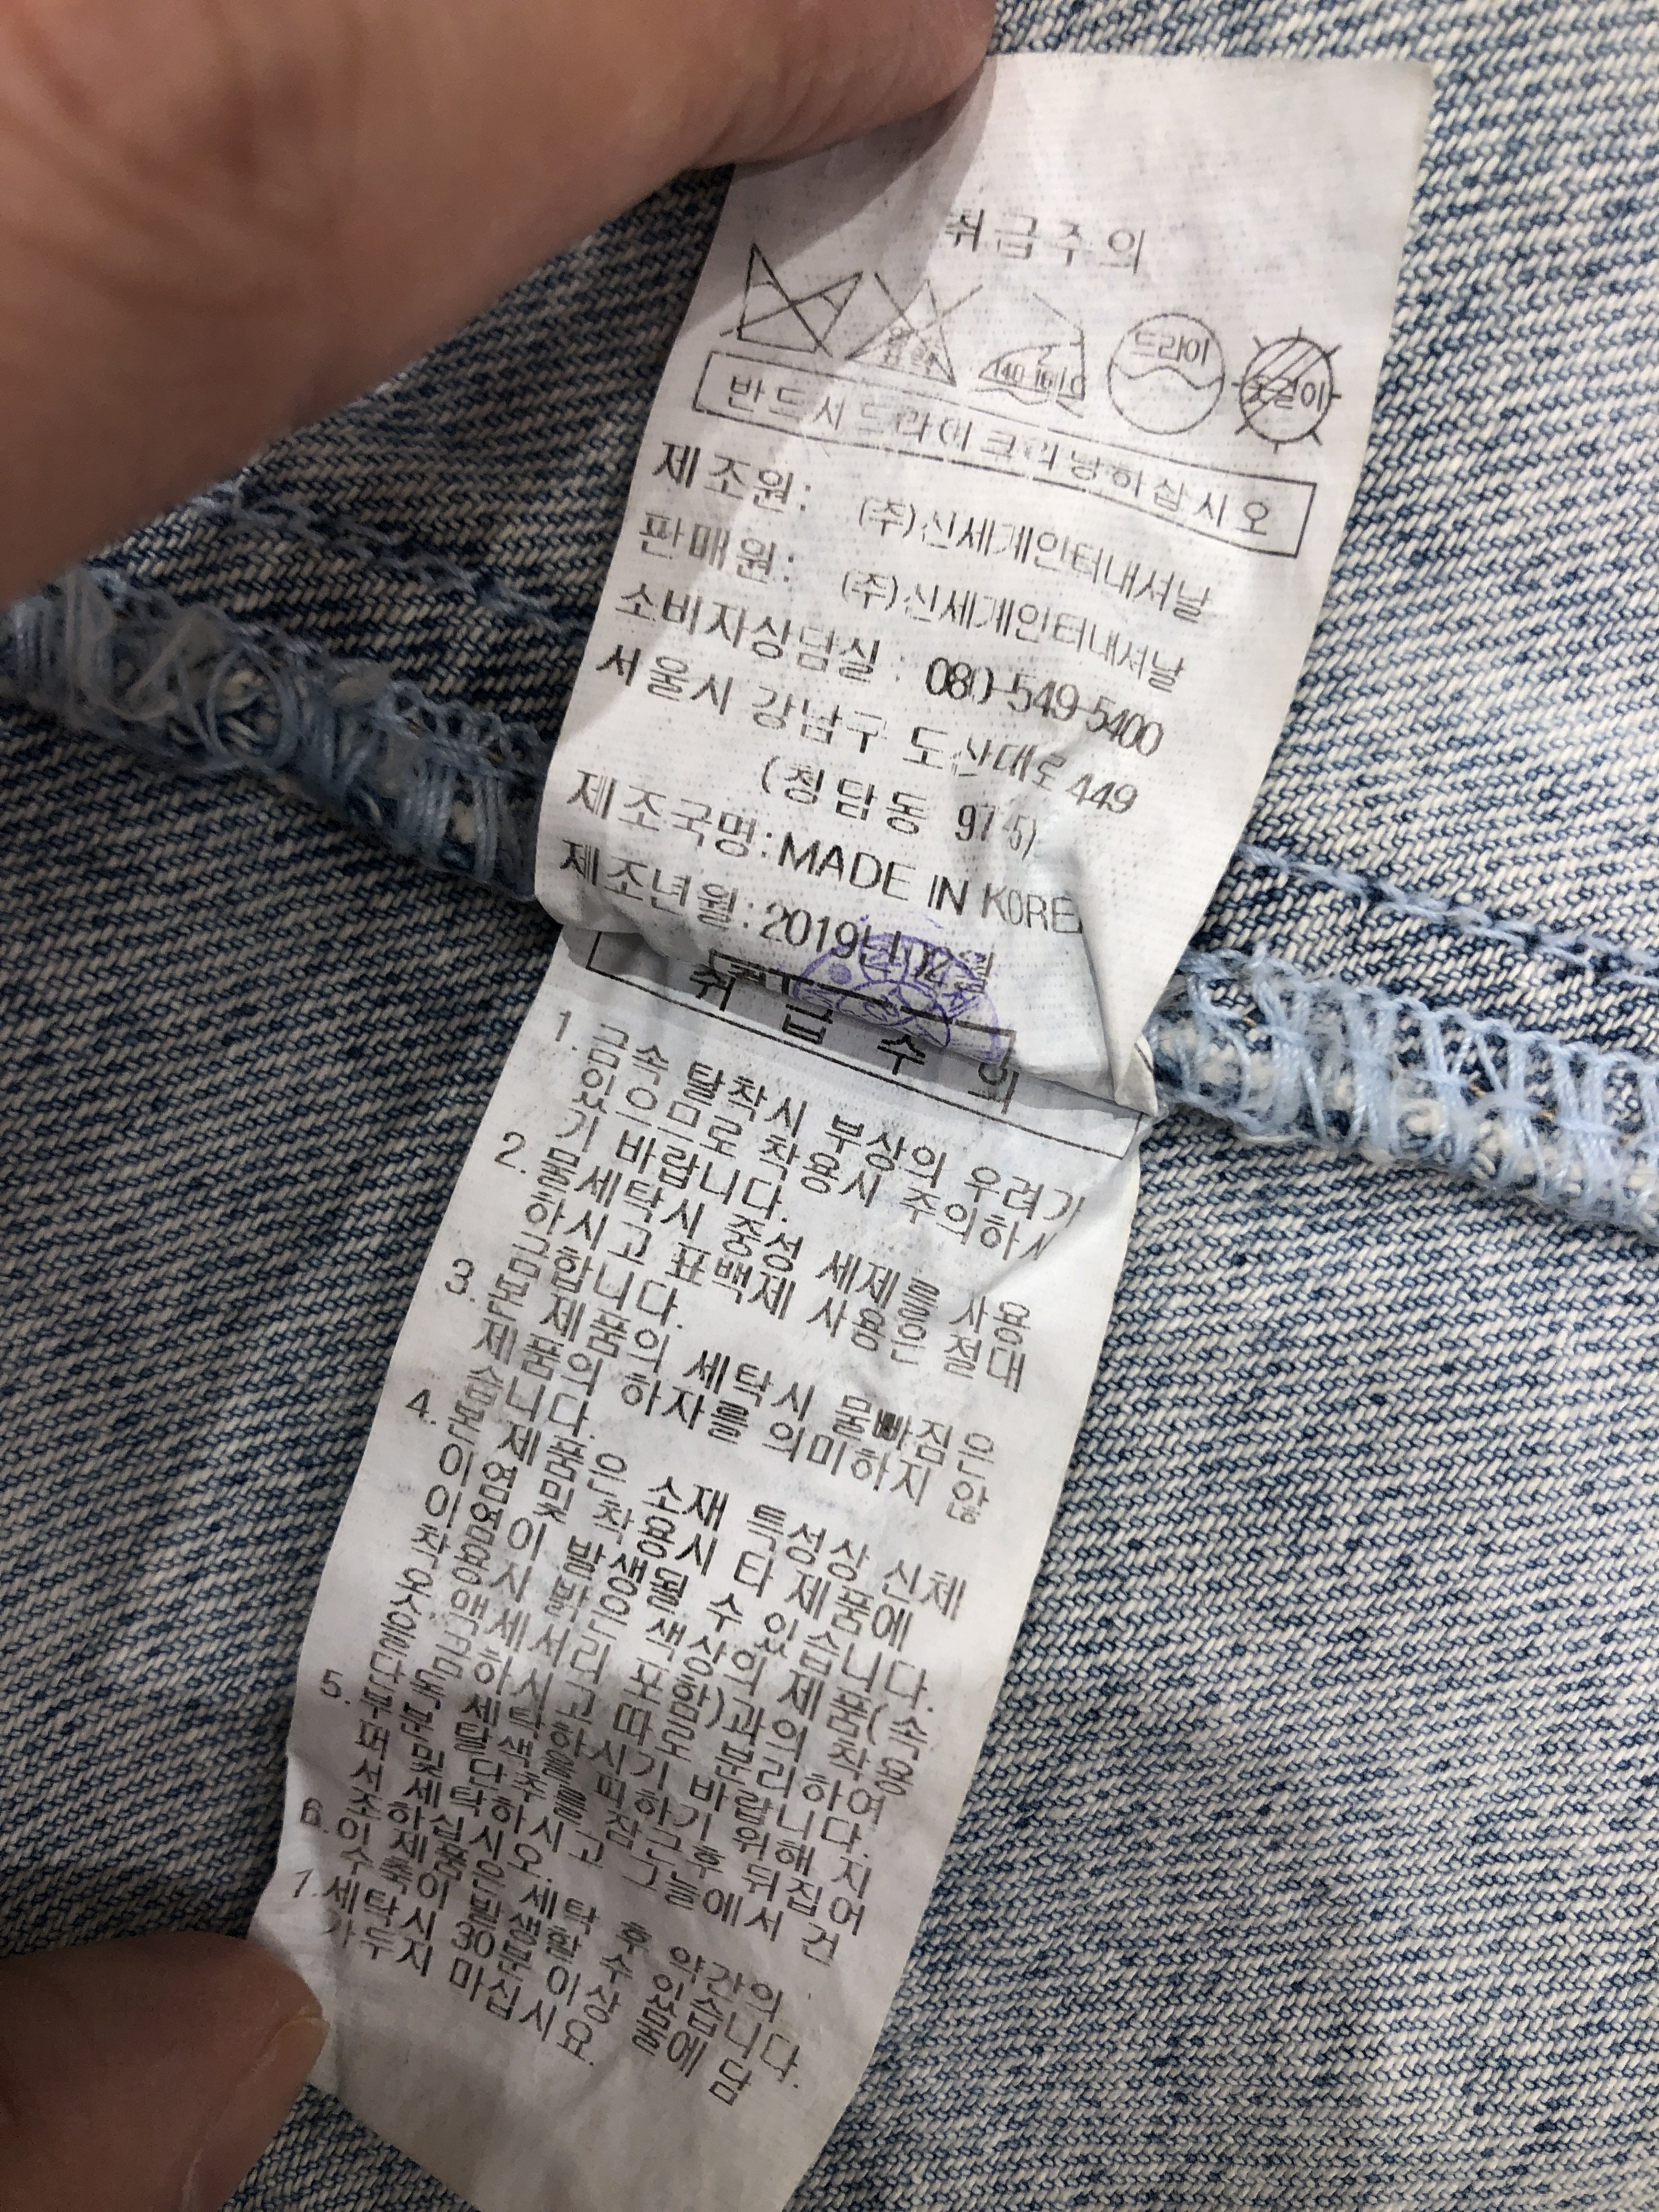 취급주의
드라이
옷걸이
반드시드라이크리닝하십시오
제조원: (주)신세계인터내셔날
판매원: (주)신세계인터내셔날
소비자상담실 : 080-549-5400
서울시 강남구 도산대로 449
(청담동 97-5)
제조국명: MADE IN KORE
제조년월: 2019년 02월
취급주의
1. 금속 탈착시 부상의 우려가
있으므로 착용시 주의하시
기 바랍니다.
2. 물세탁시 중성 세제를 사용
하시고 표백제 사용은 절대
금합니다.
3. 본 제품의 세탁시 물빠짐은
제품의 하자를 의미하지 않
습니다.
4. 본 제품은 소재 특성상 신체
이염및 착용시 타 제품에
이염이 발생될 수 있습니다.
착용시 밝은 색상의 제품(속
옷,액세서리 포함)과의 착용
을 금하시고 따로 분리하여
단독 세탁하시기 바랍니다.
5. 부분 탈색을 피하기 위해 지
퍼 및 단추를 잠근후 뒤집어
서 세탁하시고 그늘에서 건
조하십시오.
6. 이 제품은 세탁 후 약간의
수축이 발생할 수 있습니다.
7. 세탁시 30분 이상 물에 담
가두지 마십시요.